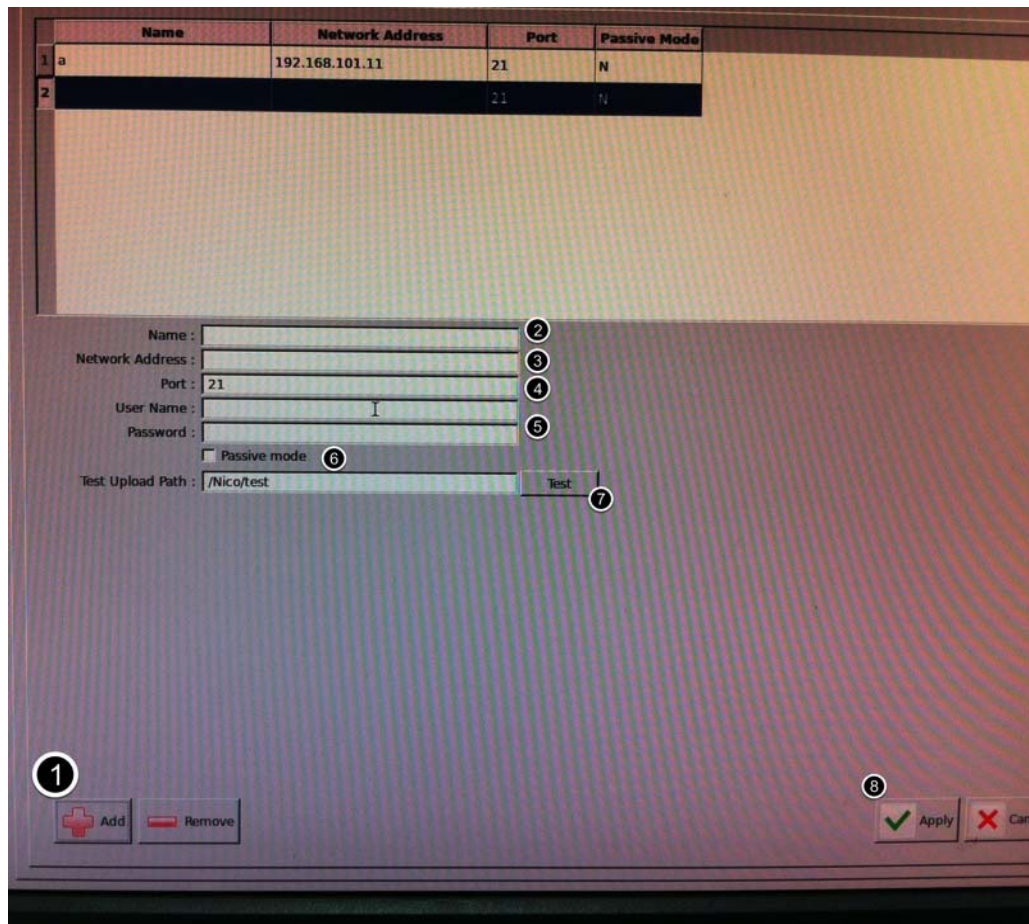 Name Network Address Port Passive Mode
1 a 192.168.101.11 21 N
2 21 N
Name : 2
Network Address : 3
Port : 21 4
User Name :
Password : 5
Passive mode 6
Test Upload Path : /Nico/test Test
7
1
8
Add Remove Apply Can